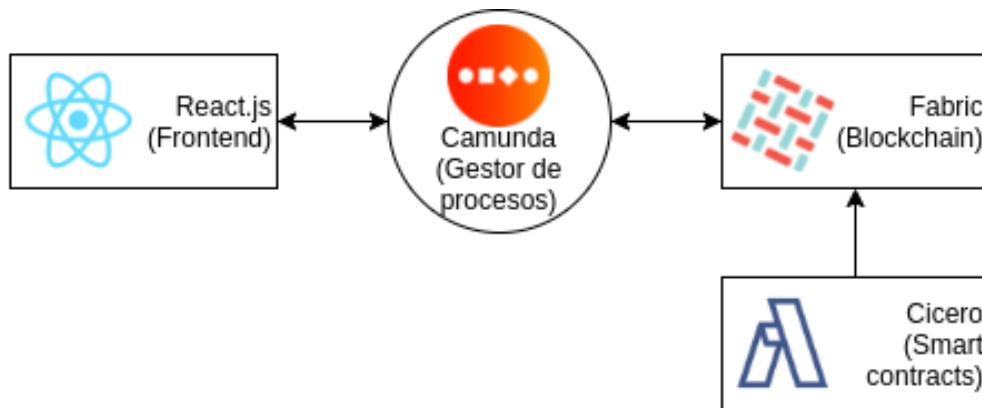 React.js
(Frontend)
Camunda
(Gestor de
procesos)
Fabric
(Blockchain)
Cicero
(Smart
contracts)